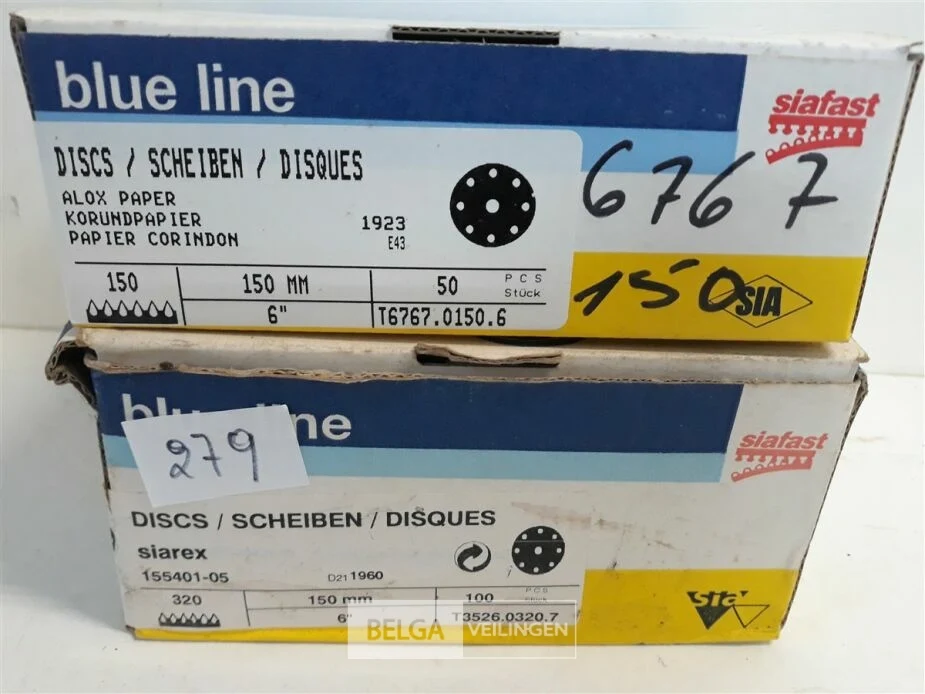 blue line
siafast
DISCS / SCHEIBEN / DISQUES
ALOX PAPER
KORUNDPAPIER
PAPIER CORINDON
1923
E43
6767
150
150 MM
50
PCS
Stück
6"
T6767.0150.6
150
SIA
blue line
279
siafast
DISCS / SCHEIBEN / DISQUES
siarex
155401-05
D21 1960
320
150 mm
100
PCS
6"
T3526.0320.7
sia
BELGA VEILINGEN